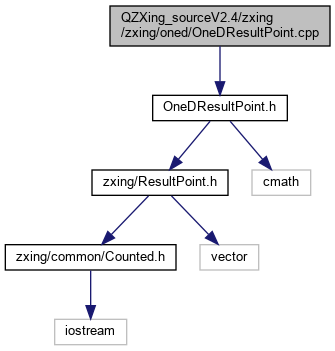 QZXing_sourceV2.4/zxing
/zxing/oned/OneDResultPoint.cpp
OneDResultPoint.h
zxing/ResultPoint.h
cmath
zxing/common/Counted.h
vector
iostream